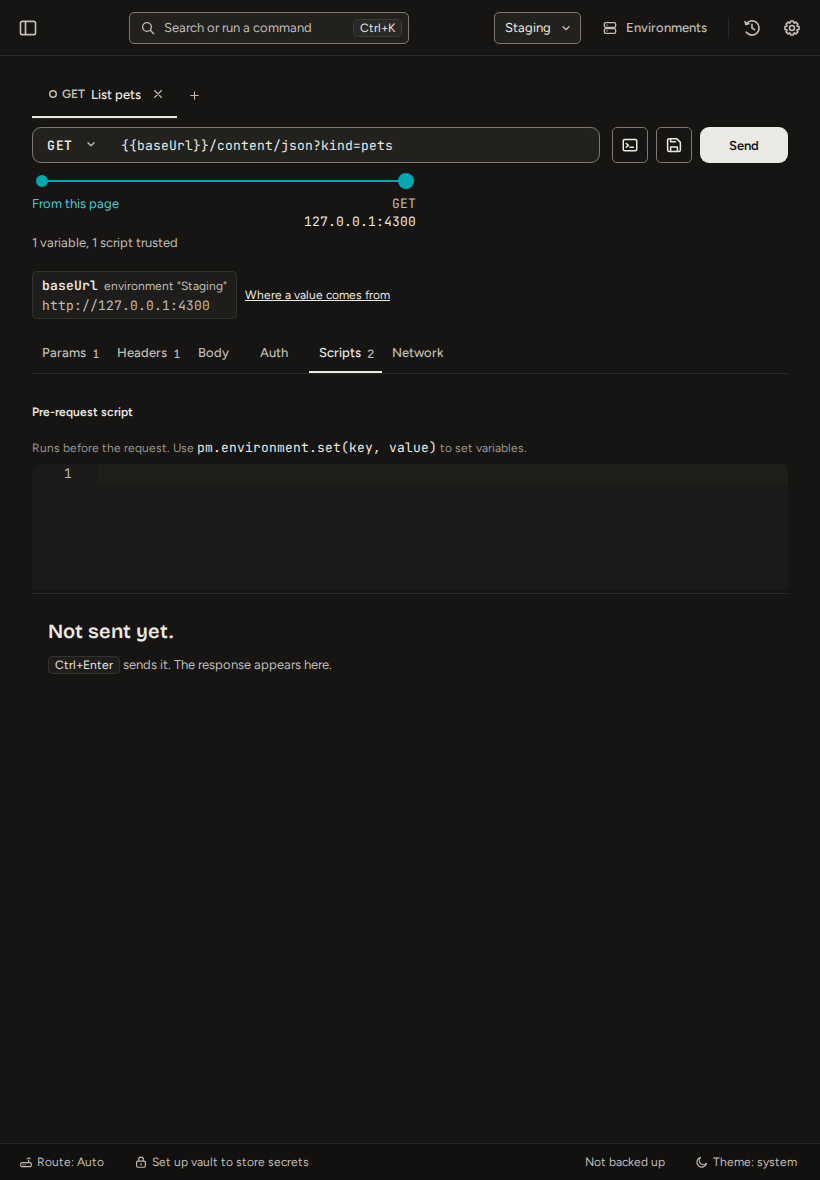 Search or run a command Ctrl+K Staging Environments
GET List pets
GET {{baseUrl}}/content/json?kind=pets Send
From this page GET
127.0.0.1:4300
1 variable, 1 script trusted
baseUrl environment "Staging"
http://127.0.0.1:4300
Where a value comes from
Params 1 Headers 1 Body Auth Scripts 2 Network
Pre-request script
Runs before the request. Use pm.environment.set(key, value) to set variables.
1
Not sent yet.
Ctrl+Enter sends it. The response appears here.
Route: Auto Set up vault to store secrets Not backed up Theme: system